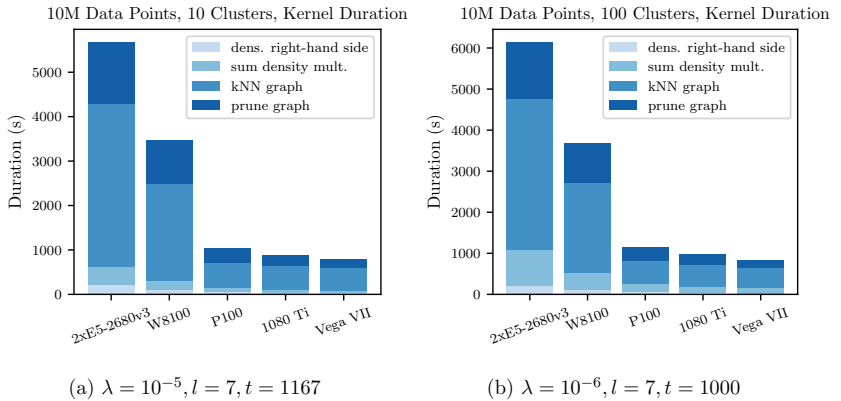 10M Data Points, 10 Clusters, Kernel Duration
dens. right-hand side
sum density mult.
kNN graph
prune graph
Duration (s)
5000
4000
3000
2000
1000
0
2xE5-2680v3
W8100
P100
1080 Ti
Vega VII
(a) λ = 10⁻⁵, l = 7, t = 1167
10M Data Points, 100 Clusters, Kernel Duration
dens. right-hand side
sum density mult.
kNN graph
prune graph
Duration (s)
6000
5000
4000
3000
2000
1000
0
2xE5-2680v3
W8100
P100
1080 Ti
Vega VII
(b) λ = 10⁻⁶, l = 7, t = 1000